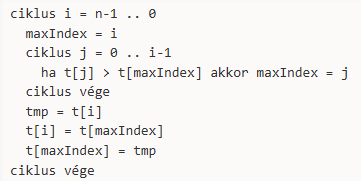 ciklus i = n-1 .. 0
  maxIndex = i
  ciklus j = 0 .. i-1
    ha t[j] > t[maxIndex] akkor maxIndex = j
  ciklus vége
  tmp = t[i]
  t[i] = t[maxIndex]
  t[maxIndex] = tmp
ciklus vége